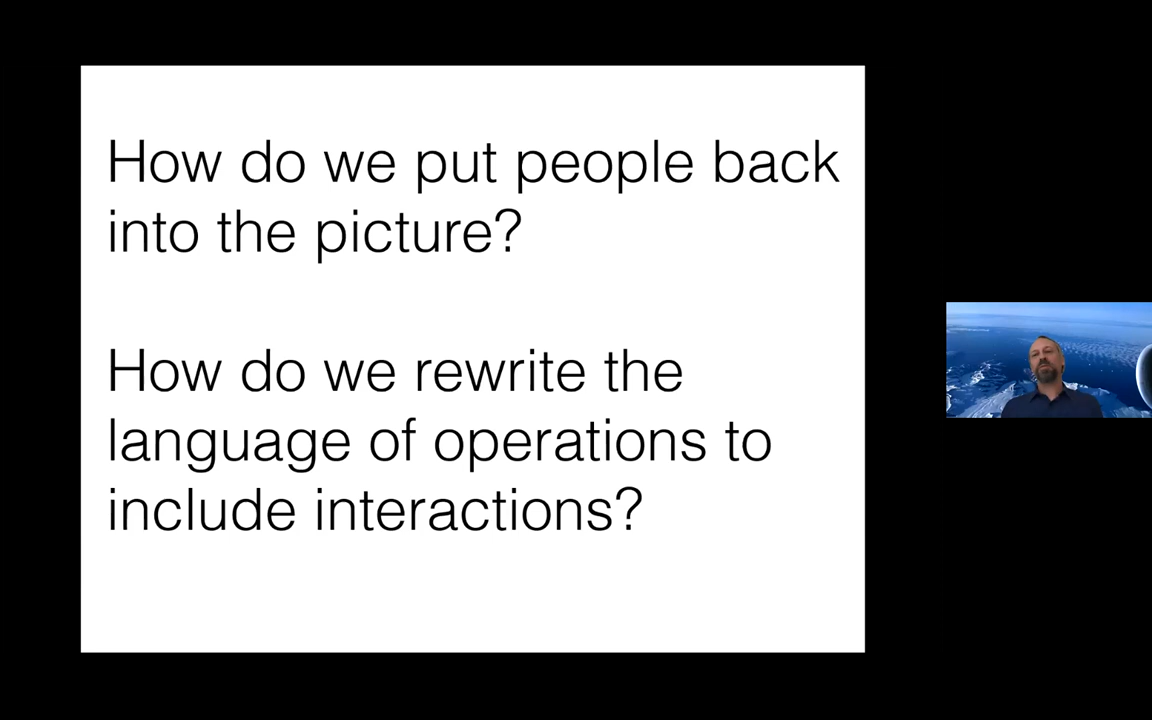 How do we put people back
into the picture?
How do we rewrite the
language of operations to
include interactions?